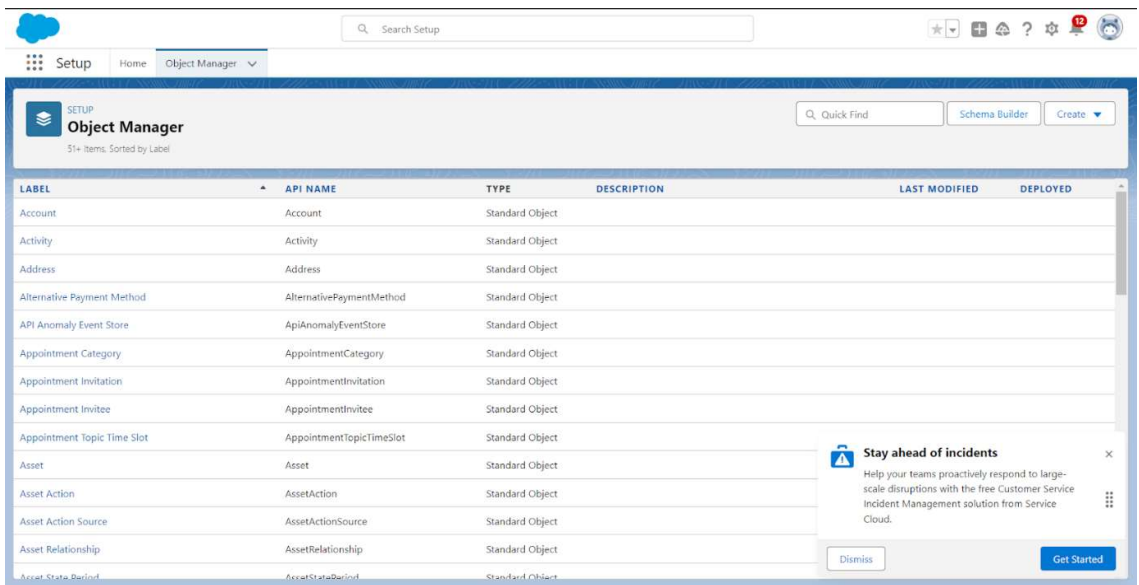 Search Setup
12
Setup Home Object Manager
SETUP
Object Manager
51+ Items, Sorted by Label
Quick Find
Schema Builder
Create
LABEL API NAME TYPE DESCRIPTION LAST MODIFIED DEPLOYED
Account Account Standard Object
Activity Activity Standard Object
Address Address Standard Object
Alternative Payment Method AlternativePaymentMethod Standard Object
API Anomaly Event Store ApiAnomalyEventStore Standard Object
Appointment Category AppointmentCategory Standard Object
Appointment Invitation AppointmentInvitation Standard Object
Appointment Invitee AppointmentInvitee Standard Object
Appointment Topic Time Slot AppointmentTopicTimeSlot Standard Object
Asset Asset Standard Object
Asset Action AssetAction Standard Object
Asset Action Source AssetActionSource Standard Object
Asset Relationship AssetRelationship Standard Object
Asset State Period AssetStatePeriod Standard Object
Stay ahead of incidents
Help your teams proactively respond to large-
scale disruptions with the free Customer Service
Incident Management solution from Service
Cloud.
Dismiss
Get Started